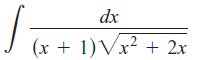 ∫ dx / ((x + 1)√(x² + 2x))